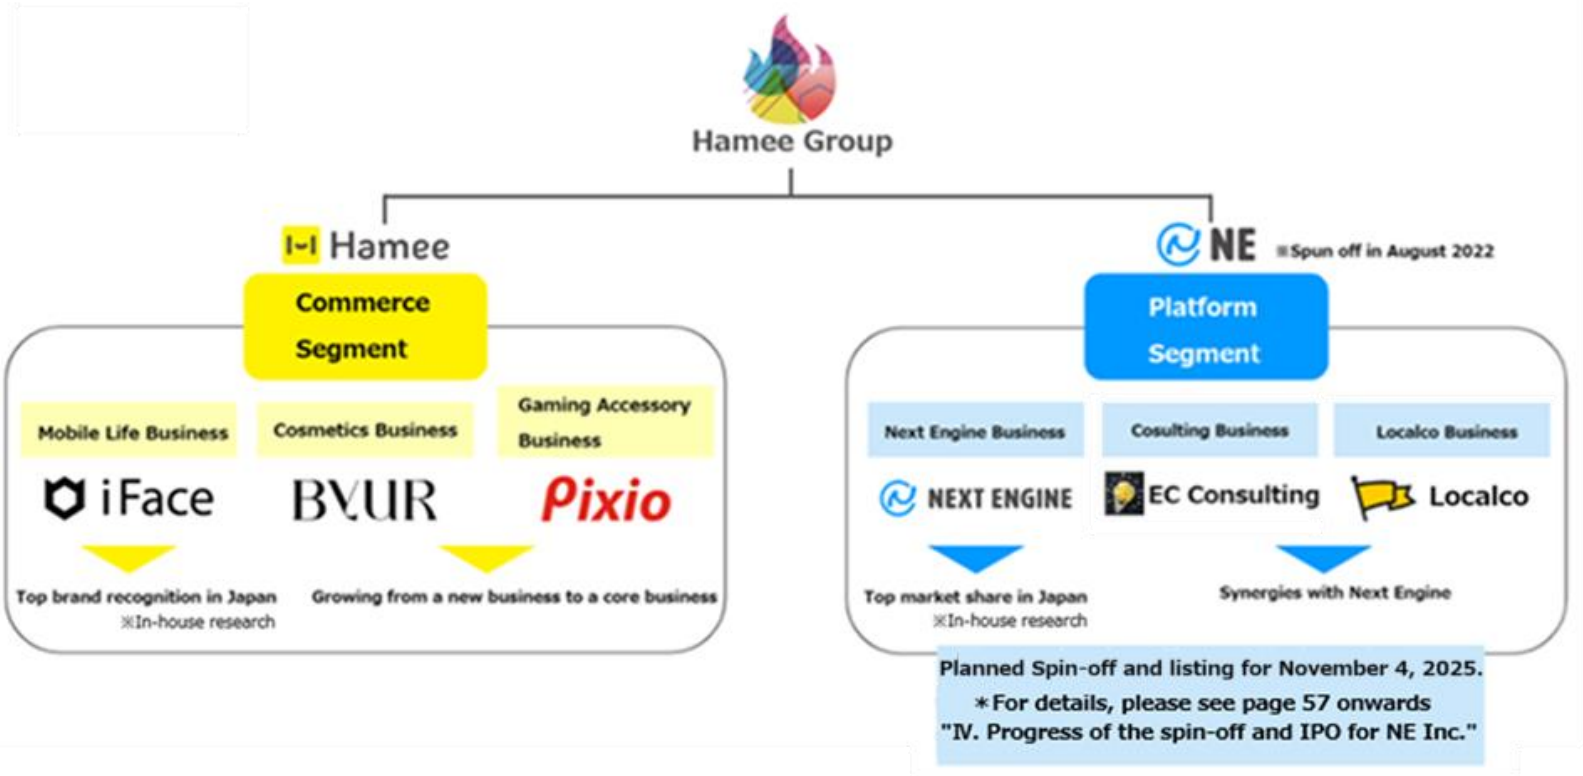 Hamee Group
Hamee
Commerce
Segment
Mobile Life Business
Cosmetics Business
Gaming Accessory
Business
iFace
BYUR
Pixio
Top brand recognition in Japan
※In-house research
Growing from a new business to a core business
NE
※Spun off in August 2022
Platform
Segment
Next Engine Business
Cosulting Business
Localco Business
NEXT ENGINE
EC Consulting
Localco
Top market share in Japan
※In-house research
Synergies with Next Engine
Planned Spin-off and listing for November 4, 2025.
*For details, please see page 57 onwards
"Ⅳ. Progress of the spin-off and IPO for NE Inc."